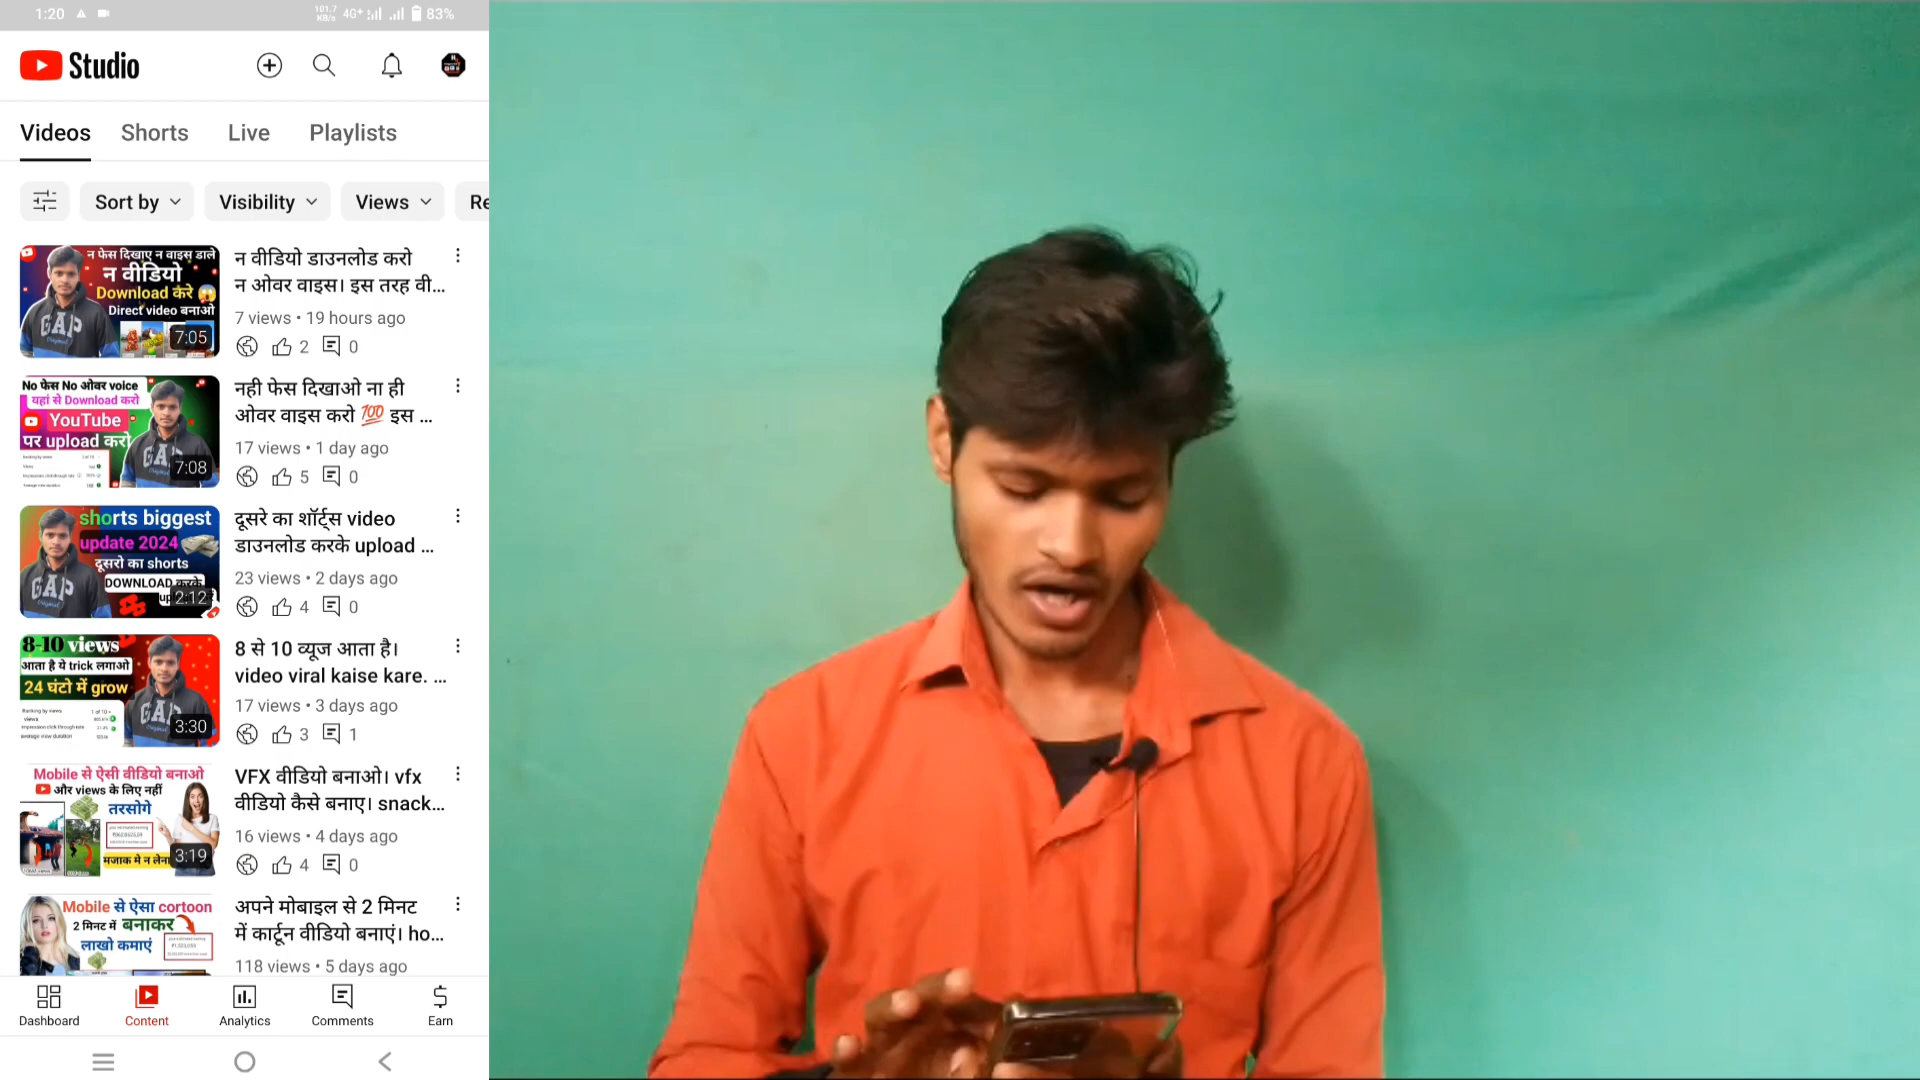 1:20
101.7 KB/s
4G+
83%
Studio
Videos Shorts Live Playlists
Sort by Visibility Views Re
न फेस दिखाए न वाइस डाले
न वीडियो
Download करे 😱
Direct video बनाओ
GAP
7:05
न वीडियो डाउनलोड करो
न ओवर वाइस। इस तरह वी...
7 views • 19 hours ago
2 0
No फेस No ओवर voice
यहां से Download करो
YouTube
पर upload करो
7:08
नही फेस दिखाओ ना ही
ओवर वाइस करो 💯 इस ...
17 views • 1 day ago
5 0
shorts biggest
update 2024
दूसरो का shorts
DOWNLOAD करके
GAP
2:12
दूसरे का शॉर्ट्स video
डाउनलोड करके upload ...
23 views • 2 days ago
4 0
8-10 views
आता है ये trick लगाओ
24 घंटो में grow
3:30
8 से 10 व्यूज आता है।
video viral kaise kare. ...
17 views • 3 days ago
3 1
Mobile से ऐसी वीडियो बनाओ
और views के लिए नहीं
तरसोगे
मजाक मे न लेना
3:19
VFX वीडियो बनाओ। vfx
वीडियो कैसे बनाए। snack...
16 views • 4 days ago
4 0
Mobile से ऐसा cortoon
2 मिनट में बनाकर
लाखो कमाएं
अपने मोबाइल से 2 मिनट
में कार्टून वीडियो बनाएं। ho...
118 views • 5 days ago
Dashboard Content Analytics Comments Earn